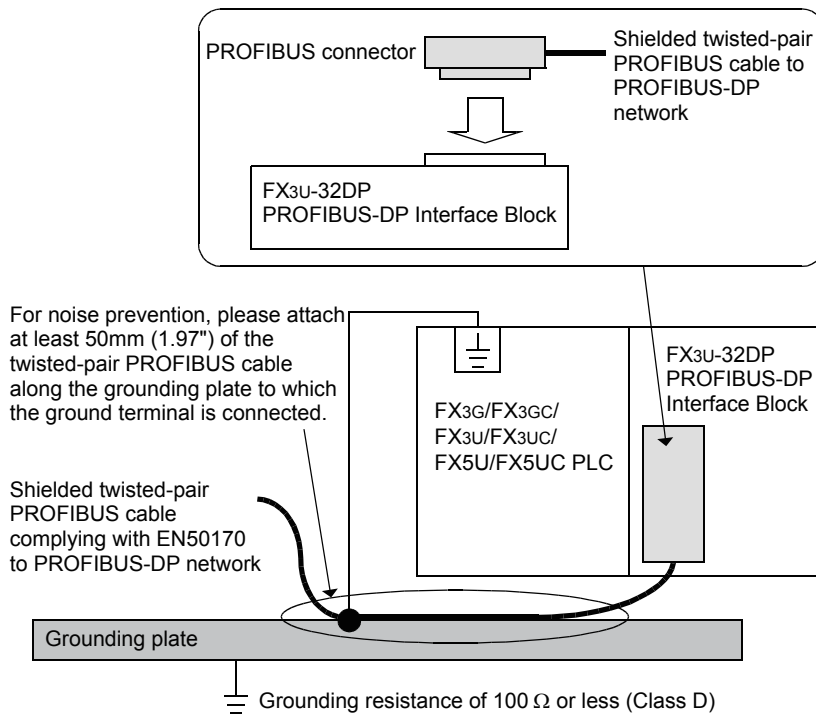 PROFIBUS connector
Shielded twisted-pair
PROFIBUS cable to
PROFIBUS-DP
network
FX3U-32DP
PROFIBUS-DP Interface Block
For noise prevention, please attach
at least 50mm (1.97") of the
twisted-pair PROFIBUS cable
along the grounding plate to which
the ground terminal is connected.
FX3G/FX3GC/
FX3U/FX3UC/
FX5U/FX5UC PLC
FX3U-32DP
PROFIBUS-DP
Interface Block
Shielded twisted-pair
PROFIBUS cable
complying with EN50170
to PROFIBUS-DP network
Grounding plate
Grounding resistance of 100 Ω or less (Class D)